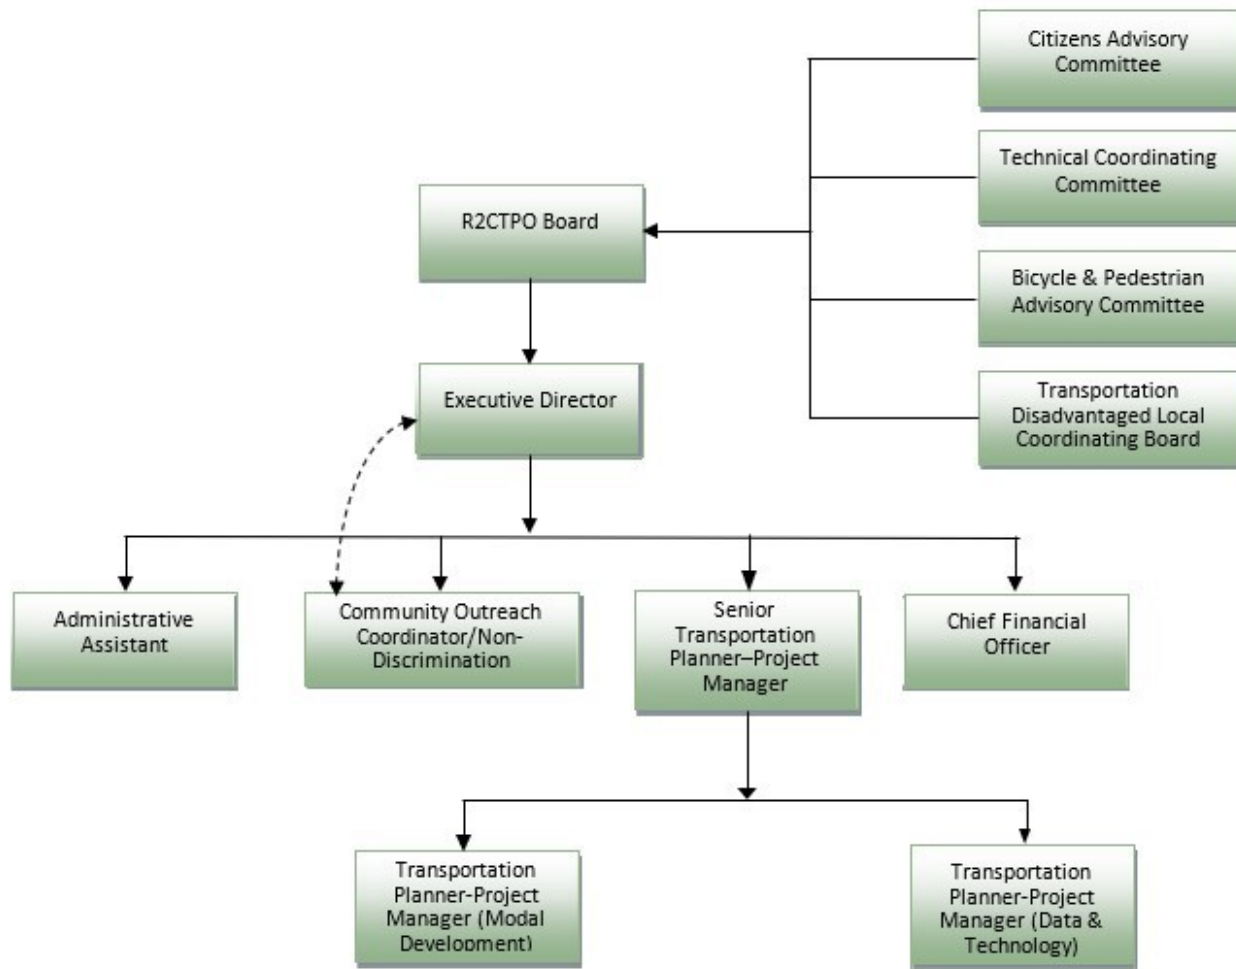 Citizens Advisory
Committee
Technical Coordinating
Committee
R2CTPO Board
Bicycle & Pedestrian
Advisory Committee
Executive Director
Transportation
Disadvantaged Local
Coordinating Board
Administrative
Assistant
Community Outreach
Coordinator/Non-
Discrimination
Senior
Transportation
Planner–Project
Manager
Chief Financial
Officer
Transportation
Planner-Project
Manager (Modal
Development)
Transportation
Planner-Project
Manager (Data &
Technology)